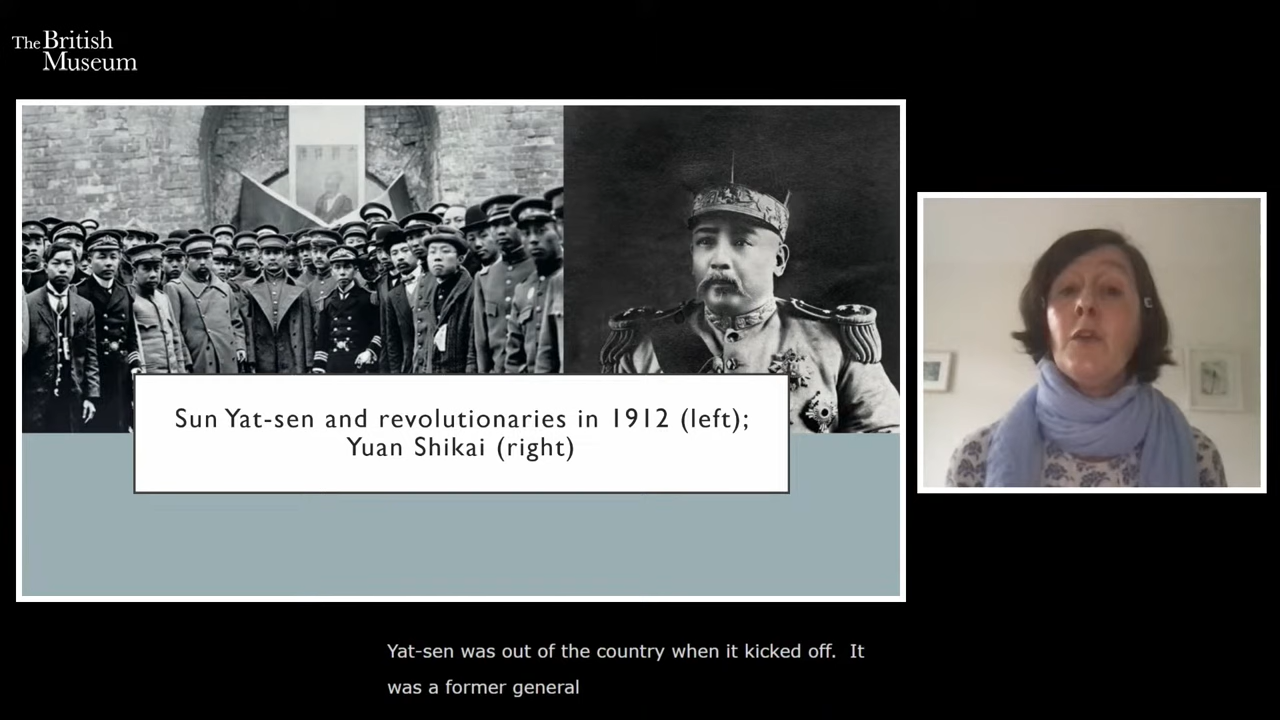 The British
Museum
Sun Yat-sen and revolutionaries in 1912 (left);
Yuan Shikai (right)
Yat-sen was out of the country when it kicked off.  It
was a former general